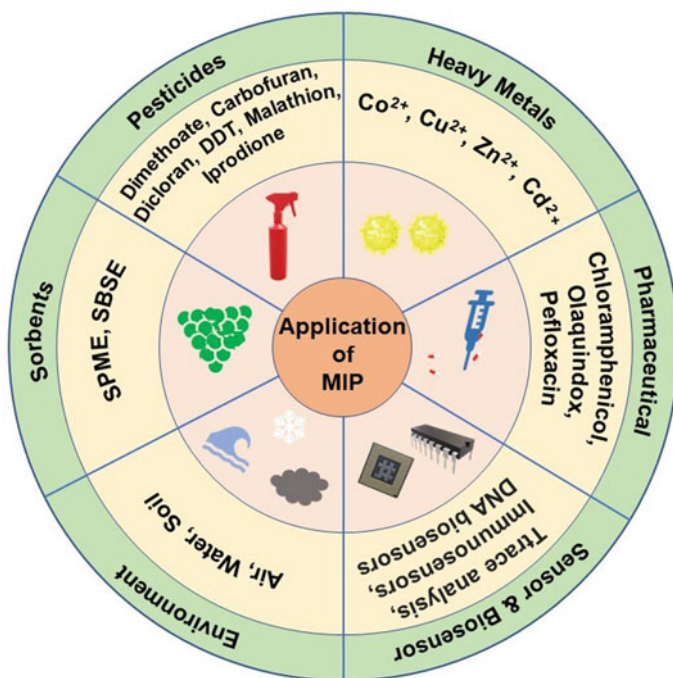 Pesticides
Dimethoate, Carbofuran,
Dicloran, DDT, Malathion,
Iprodione
Heavy Metals
Co²⁺, Cu²⁺, Zn²⁺, Cd²⁺
Pharmaceutical
Chloramphenicol,
Olaquindox,
Pefloxacin
Sensor & Biosensor
Ttrace analysis,
Immunosensors,
DNA biosensors
Environment
Air, Water, Soil
Sorbents
SPME, SBSE
Application
of
MIP